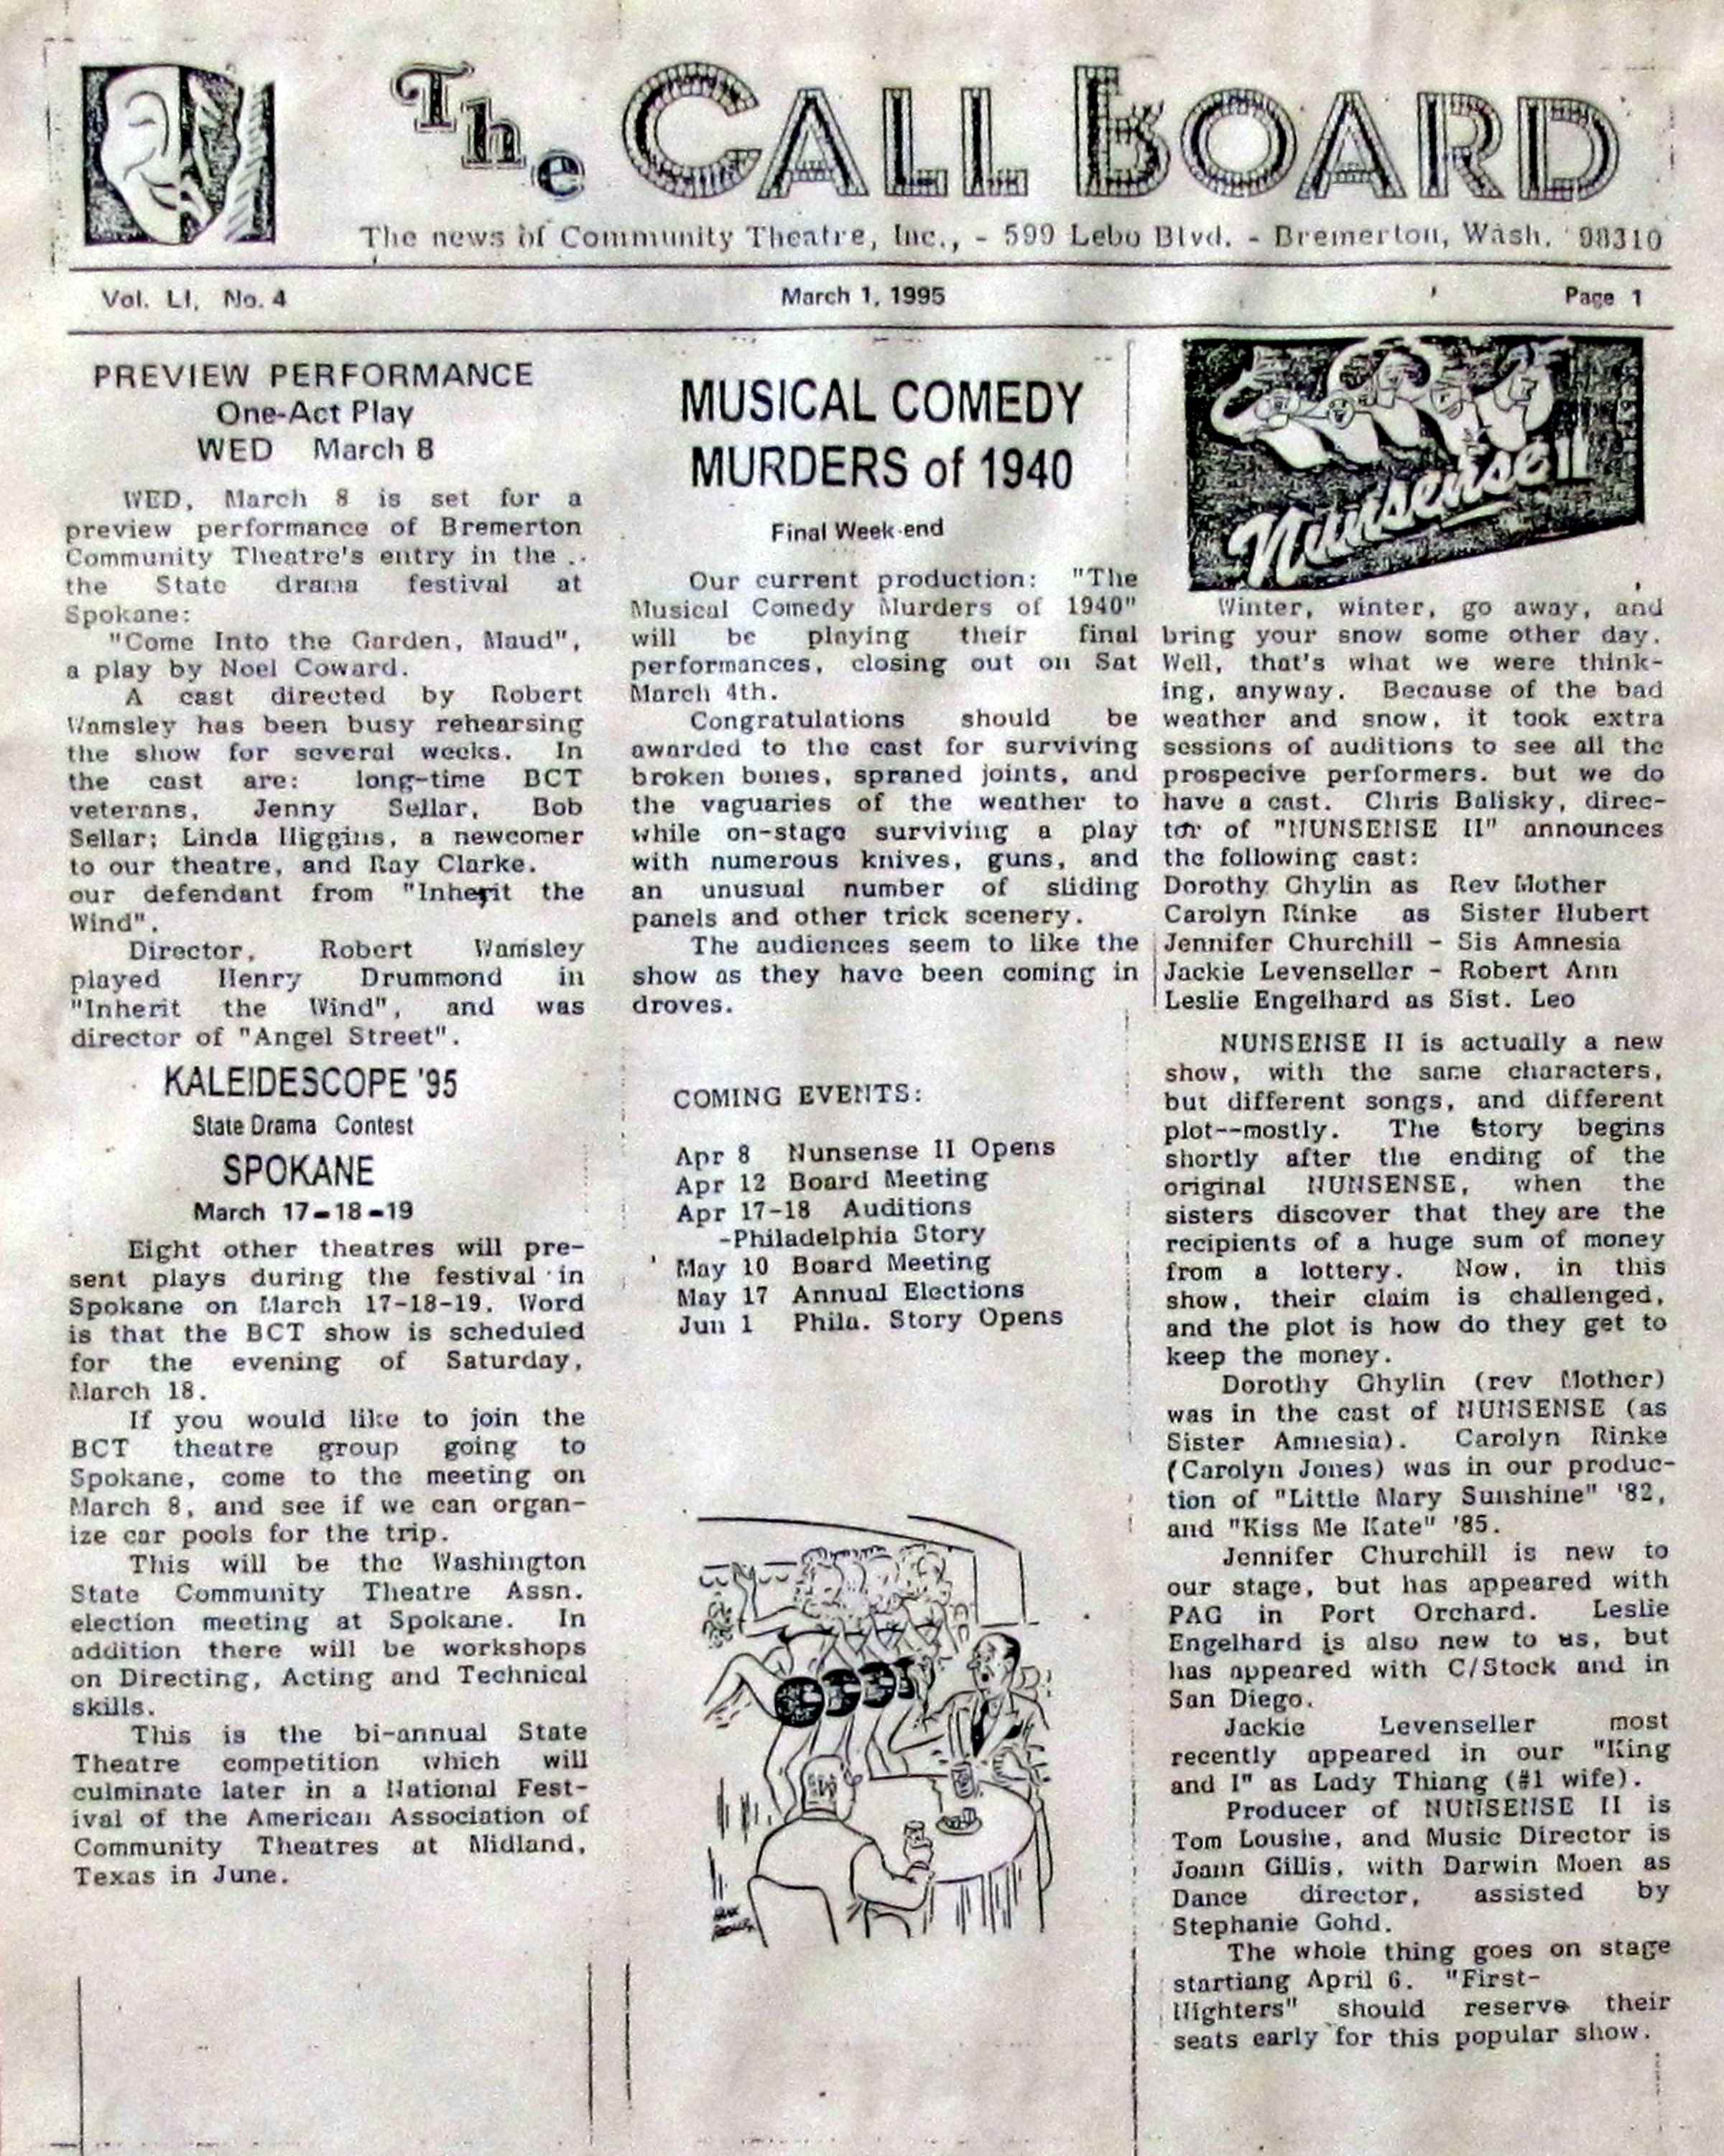 The CALL BOARD
The news of Community Theatre, Inc., - 599 Lebo Blvd. - Bremerton, Wash. 98310
Vol. LI, No. 4 March 1, 1995 Page 1
PREVIEW PERFORMANCE
One-Act Play
WED March 8
WED, March 8 is set for a
preview performance of Bremerton
Community Theatre's entry in the ..
the State drama festival at
Spokane:
"Come Into the Garden, Maud",
a play by Noel Coward.
A cast directed by Robert
Wamsley has been busy rehearsing
the show for several weeks. In
the cast are: long-time BCT
veterans, Jenny Sellar, Bob
Sellar; Linda Higgins, a newcomer
to our theatre, and Ray Clarke.
our defendant from "Inherit the
Wind".
Director, Robert Wamsley
played Henry Drummond in
"Inherit the Wind", and was
director of "Angel Street".
KALEIDESCOPE '95
State Drama Contest
SPOKANE
March 17-18-19
Eight other theatres will pre-
sent plays during the festival in
Spokane on March 17-18-19. Word
is that the BCT show is scheduled
for the evening of Saturday,
March 18.
If you would like to join the
BCT theatre group going to
Spokane, come to the meeting on
March 8, and see if we can organ-
ize car pools for the trip.
This will be the Washington
State Community Theatre Assn.
election meeting at Spokane. In
addition there will be workshops
on Directing, Acting and Technical
skills.
This is the bi-annual State
Theatre competition which will
culminate later in a National Fest-
ival of the American Association of
Community Theatres at Midland,
Texas in June.
MUSICAL COMEDY
MURDERS of 1940
Final Week-end
Our current production: "The
Musical Comedy Murders of 1940"
will be playing their final
performances, closing out on Sat
March 4th.
Congratulations should be
awarded to the cast for surviving
broken bones, spraned joints, and
the vaguaries of the weather to
while on-stage surviving a play
with numerous knives, guns, and
an unusual number of sliding
panels and other trick scenery.
The audiences seem to like the
show as they have been coming in
droves.
COMING EVENTS:
Apr 8 Nunsense II Opens
Apr 12 Board Meeting
Apr 17-18 Auditions
-Philadelphia Story
May 10 Board Meeting
May 17 Annual Elections
Jun 1 Phila. Story Opens
Nunsense II
Winter, winter, go away, and
bring your snow some other day.
Well, that's what we were think-
ing, anyway. Because of the bad
weather and snow, it took extra
sessions of auditions to see all the
prospecive performers. but we do
have a cast. Chris Balisky, direc-
tor of "NUNSENSE II" announces
the following cast:
Dorothy Ghylin as Rev Mother
Carolyn Rinke as Sister Hubert
Jennifer Churchill - Sis Amnesia
Jackie Levenseller - Robert Ann
Leslie Engelhard as Sist. Leo
NUNSENSE II is actually a new
show, with the same characters,
but different songs, and different
plot--mostly. The story begins
shortly after the ending of the
original NUNSENSE, when the
sisters discover that they are the
recipients of a huge sum of money
from a lottery. Now, in this
show, their claim is challenged,
and the plot is how do they get to
keep the money.
Dorothy Ghylin (rev Mother)
was in the cast of NUNSENSE (as
Sister Amnesia). Carolyn Rinke
(Carolyn Jones) was in our produc-
tion of "Little Mary Sunshine" '82,
and "Kiss Me Kate" '85.
Jennifer Churchill is new to
our stage, but has appeared with
PAG in Port Orchard. Leslie
Engelhard is also new to us, but
has appeared with C/Stock and in
San Diego.
Jackie Levenseller most
recently appeared in our "King
and I" as Lady Thiang (#1 wife).
Producer of NUNSENSE II is
Tom Loushe, and Music Director is
Joann Gillis, with Darwin Moen as
Dance director, assisted by
Stephanie Gohd.
The whole thing goes on stage
startiang April 6. "First-
Nighters" should reserve their
seats early for this popular show.